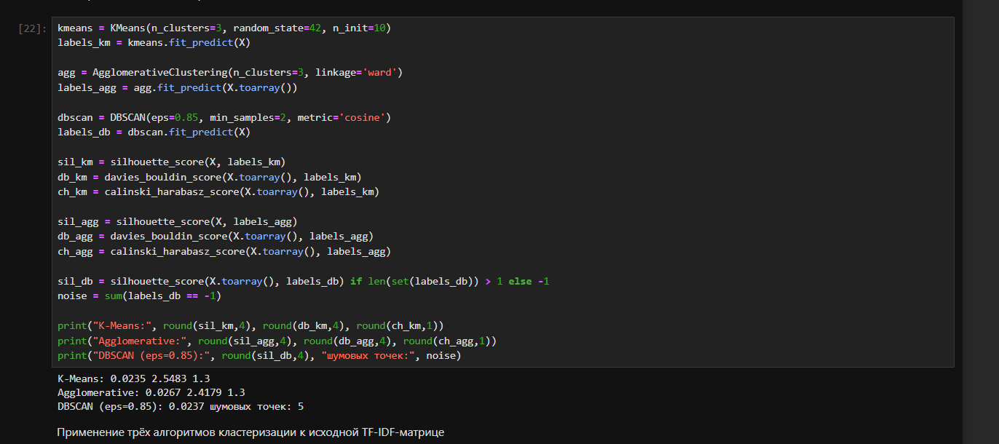 [22]:
kmeans = KMeans(n_clusters=3, random_state=42, n_init=10)
labels_km = kmeans.fit_predict(X)
agg = AgglomerativeClustering(n_clusters=3, linkage='ward')
labels_agg = agg.fit_predict(X.toarray())
dbscan = DBSCAN(eps=0.85, min_samples=2, metric='cosine')
labels_db = dbscan.fit_predict(X)
sil_km = silhouette_score(X, labels_km)
db_km = davies_bouldin_score(X.toarray(), labels_km)
ch_km = calinski_harabasz_score(X.toarray(), labels_km)
sil_agg = silhouette_score(X, labels_agg)
db_agg = davies_bouldin_score(X.toarray(), labels_agg)
ch_agg = calinski_harabasz_score(X.toarray(), labels_agg)
sil_db = silhouette_score(X.toarray(), labels_db) if len(set(labels_db)) > 1 else -1
noise = sum(labels_db == -1)
print("K-Means:", round(sil_km,4), round(db_km,4), round(ch_km,1))
print("Agglomerative:", round(sil_agg,4), round(db_agg,4), round(ch_agg,1))
print("DBSCAN (eps=0.85):", round(sil_db,4), "шумовых точек:", noise)
K-Means: 0.0235 2.5483 1.3
Agglomerative: 0.0267 2.4179 1.3
DBSCAN (eps=0.85): 0.0237 шумовых точек: 5
Применение трёх алгоритмов кластеризации к исходной TF-IDF-матрице